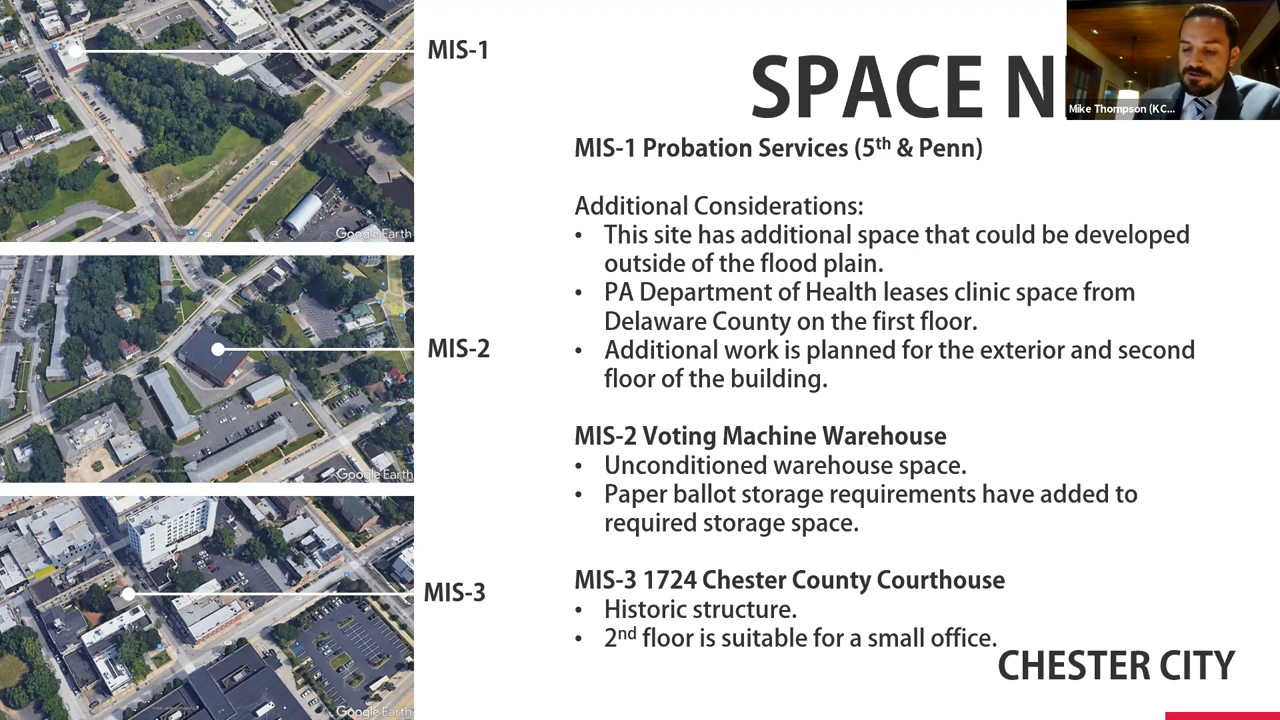 MIS-1
Google Earth
MIS-2
Google Earth
MIS-3
Google Earth
SPACE N
Mike Thompson (KC...
MIS-1 Probation Services (5th & Penn)
Additional Considerations:
• This site has additional space that could be developed
outside of the flood plain.
• PA Department of Health leases clinic space from
Delaware County on the first floor.
• Additional work is planned for the exterior and second
floor of the building.
MIS-2 Voting Machine Warehouse
• Unconditioned warehouse space.
• Paper ballot storage requirements have added to
required storage space.
MIS-3 1724 Chester County Courthouse
• Historic structure.
• 2nd floor is suitable for a small office.
CHESTER CITY